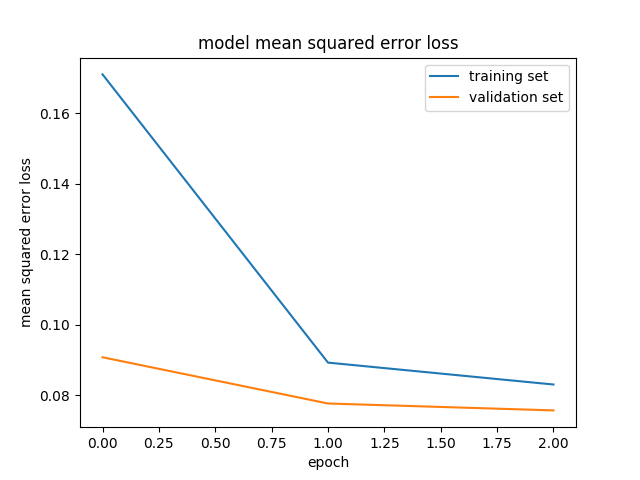 model mean squared error loss
training set
validation set
mean squared error loss
0.16
0.14
0.12
0.10
0.08
0.00 0.25 0.50 0.75 1.00 1.25 1.50 1.75 2.00
epoch